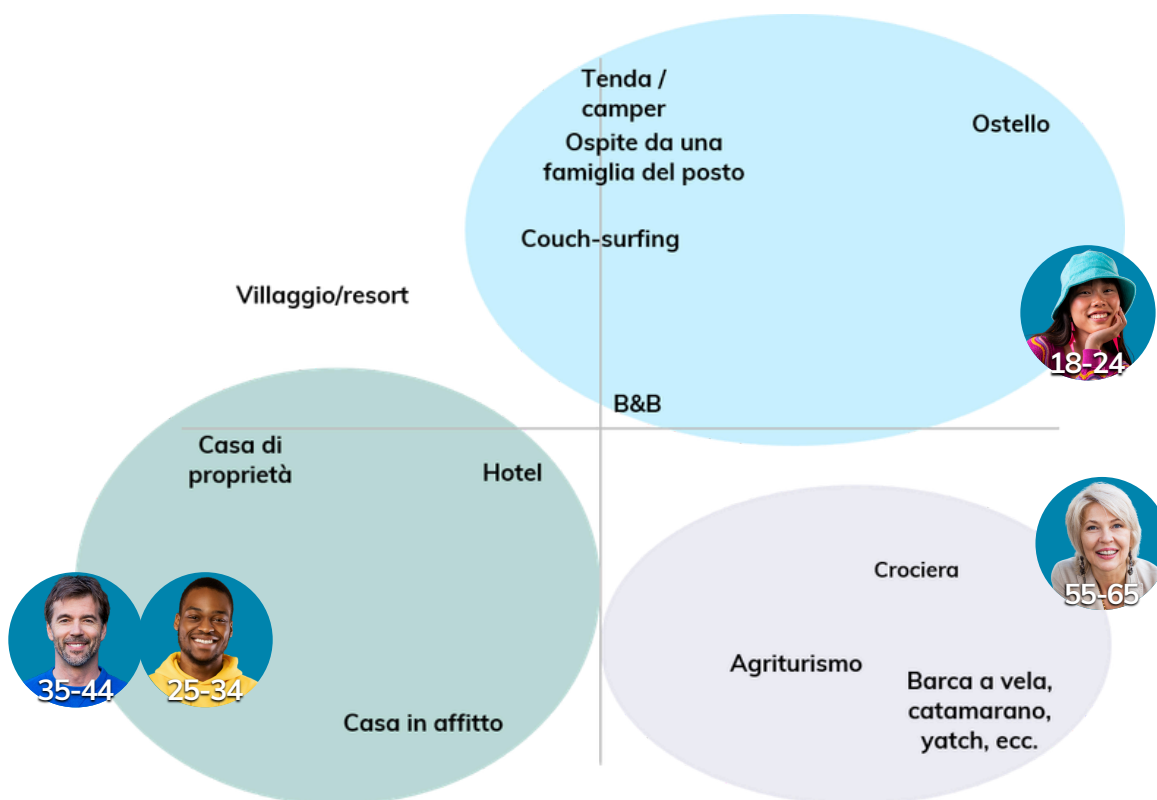 Tenda /
camper
Ostello
Ospite da una
famiglia del posto
Couch-surfing
Villaggio/resort
18-24
B&B
Casa di
proprietà
Hotel
Crociera
55-65
Agriturismo
Barca a vela,
catamarano,
yatch, ecc.
35-44
25-34
Casa in affitto